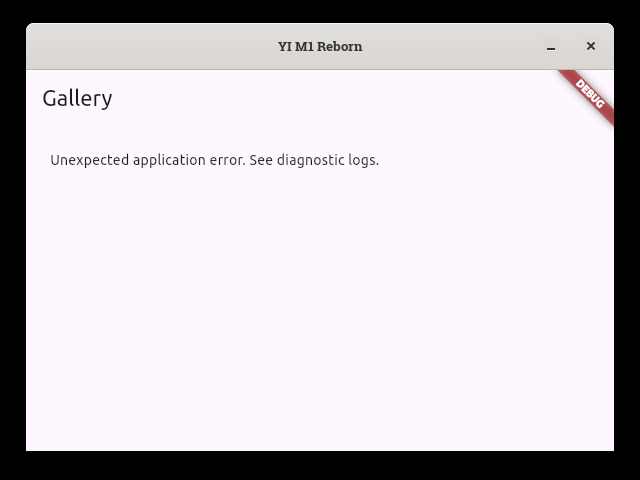 YI M1 Reborn
DEBUG
Gallery
Unexpected application error. See diagnostic logs.